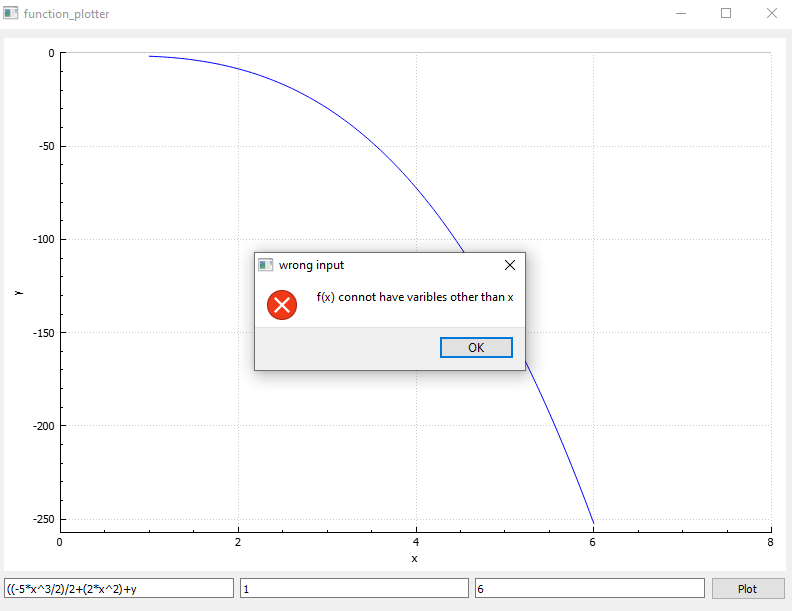 function_plotter
0
-50
-100
-150
-200
-250
y
0 2 4 6 8
x
wrong input
f(x) connot have varibles other than x
OK
((-5*x^3/2)/2+(2*x^2)+y 1 6 Plot